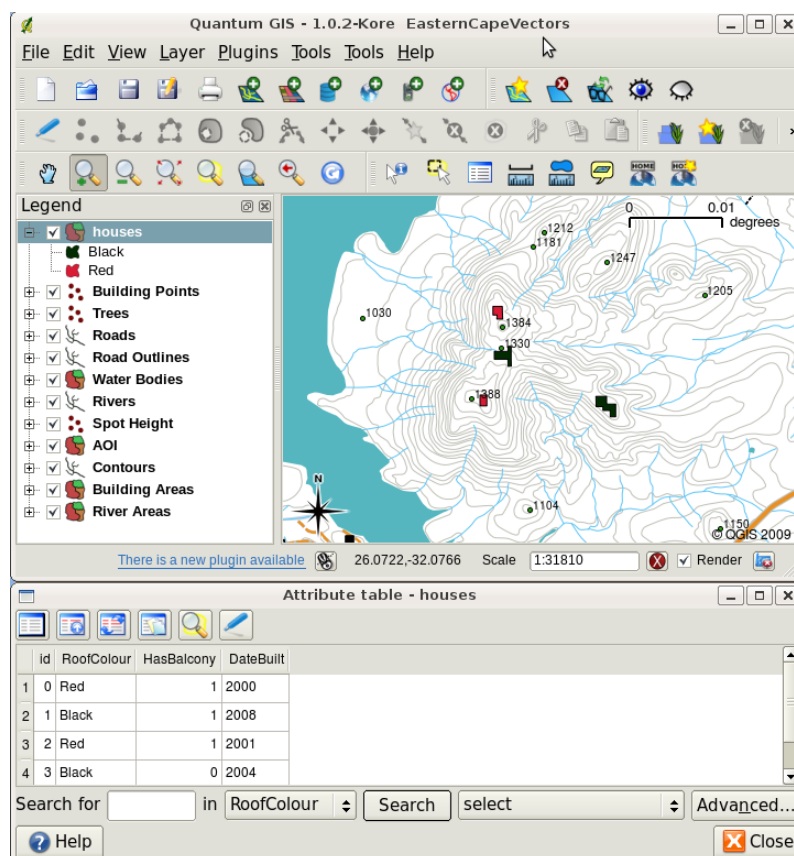 Quantum GIS - 1.0.2-Kore EasternCapeVectors
File Edit View Layer Plugins Tools Tools Help
Legend
houses
Black
Red
Building Points
Trees
Roads
Road Outlines
Water Bodies
Rivers
Spot Height
AOI
Contours
Building Areas
River Areas
0 0.01
degrees
1212
1181
1247
1205
1030
1384
1330
1388
1104
1150
N
© QGIS 2009
There is a new plugin available 26.0722,-32.0766 Scale 1:31810 Render
Attribute table - houses
id RoofColour HasBalcony DateBuilt
1 0 Red 1 2000
2 1 Black 1 2008
3 2 Red 1 2001
4 3 Black 0 2004
Search for in RoofColour Search select Advanced...
Help Close